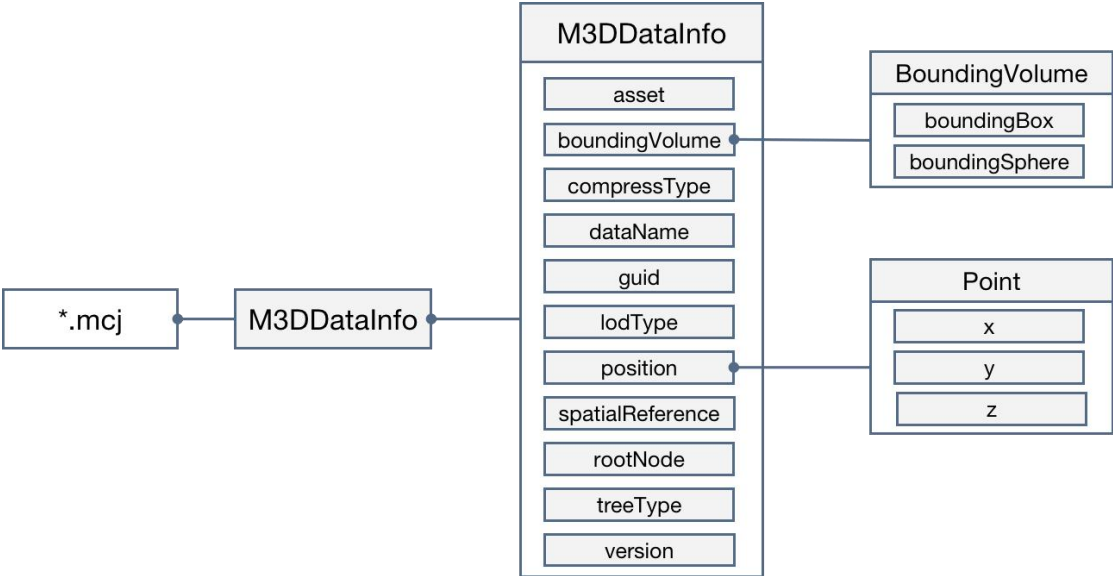 *.mcj
M3DDataInfo
M3DDataInfo
asset
boundingVolume
compressType
dataName
guid
lodType
position
spatialReference
rootNode
treeType
version
BoundingVolume
boundingBox
boundingSphere
Point
x
y
z